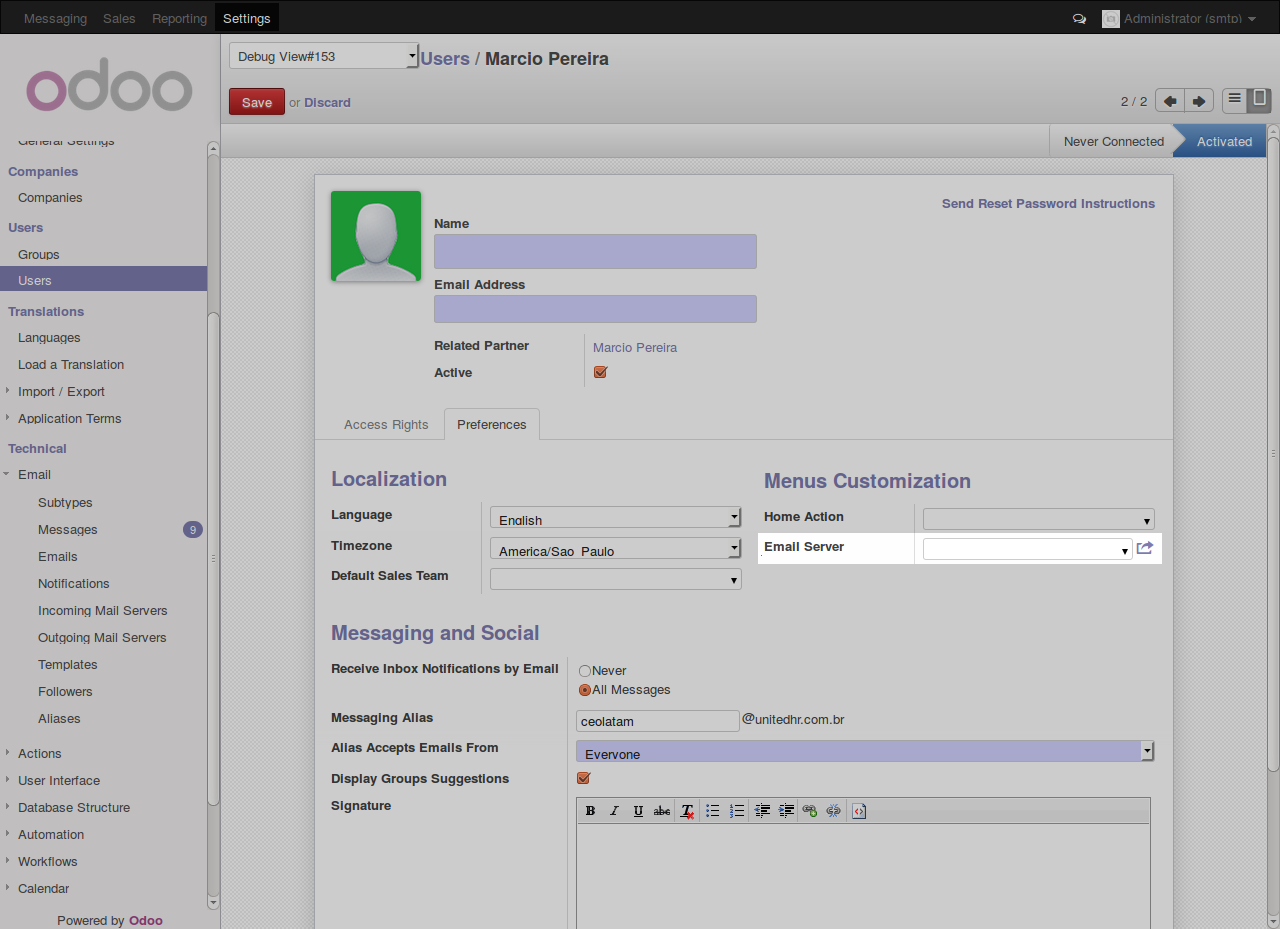 Messaging Sales Reporting Settings Administrator (smtp)
odoo
Debug View#153 Users / Marcio Pereira
Save or Discard 2 / 2
General Settings
Never Connected Activated
Companies
Companies
Users
Groups
Users
Translations
Languages
Load a Translation
Import / Export
Application Terms
Technical
Email
Subtypes
Messages 9
Emails
Notifications
Incoming Mail Servers
Outgoing Mail Servers
Templates
Followers
Aliases
Actions
User Interface
Database Structure
Automation
Workflows
Calendar
Powered by Odoo
Send Reset Password Instructions
Name
Email Address
Related Partner Marcio Pereira
Active
Access Rights Preferences
Localization
Language English
Timezone America/Sao_Paulo
Default Sales Team
Menus Customization
Home Action
Email Server
Messaging and Social
Receive Inbox Notifications by Email Never
All Messages
Messaging Alias ceolatam @unitedhr.com.br
Alias Accepts Emails From Everyone
Display Groups Suggestions
Signature
B I U abc T